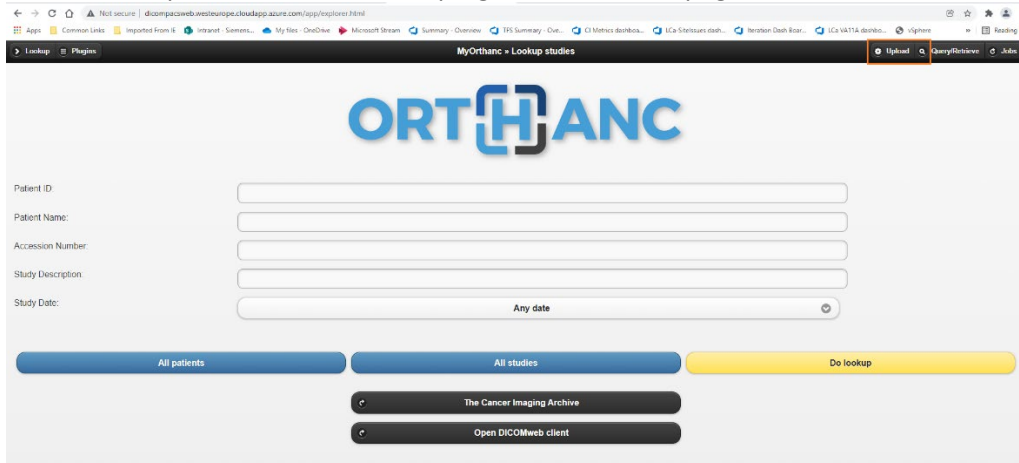 Not secure | dicompacsweb.westeurope.cloudapp.azure.com/app/explorer.html
Apps Common Links Imported From IE Intranet - Siemens... My files - OneDrive Microsoft Stream Summary - Overview TFS Summary - Ove... CI Metrics dashboa... LCa-SiteIssues dash... Iteration Dash Boar... LCa VA11A dashbo... vSphere » Reading
Lookup Plugins MyOrthanc » Lookup studies Upload Query/Retrieve Jobs
ORTHANC
Patient ID:
Patient Name:
Accession Number:
Study Description:
Study Date: Any date
All patients All studies Do lookup
The Cancer Imaging Archive
Open DICOMweb client